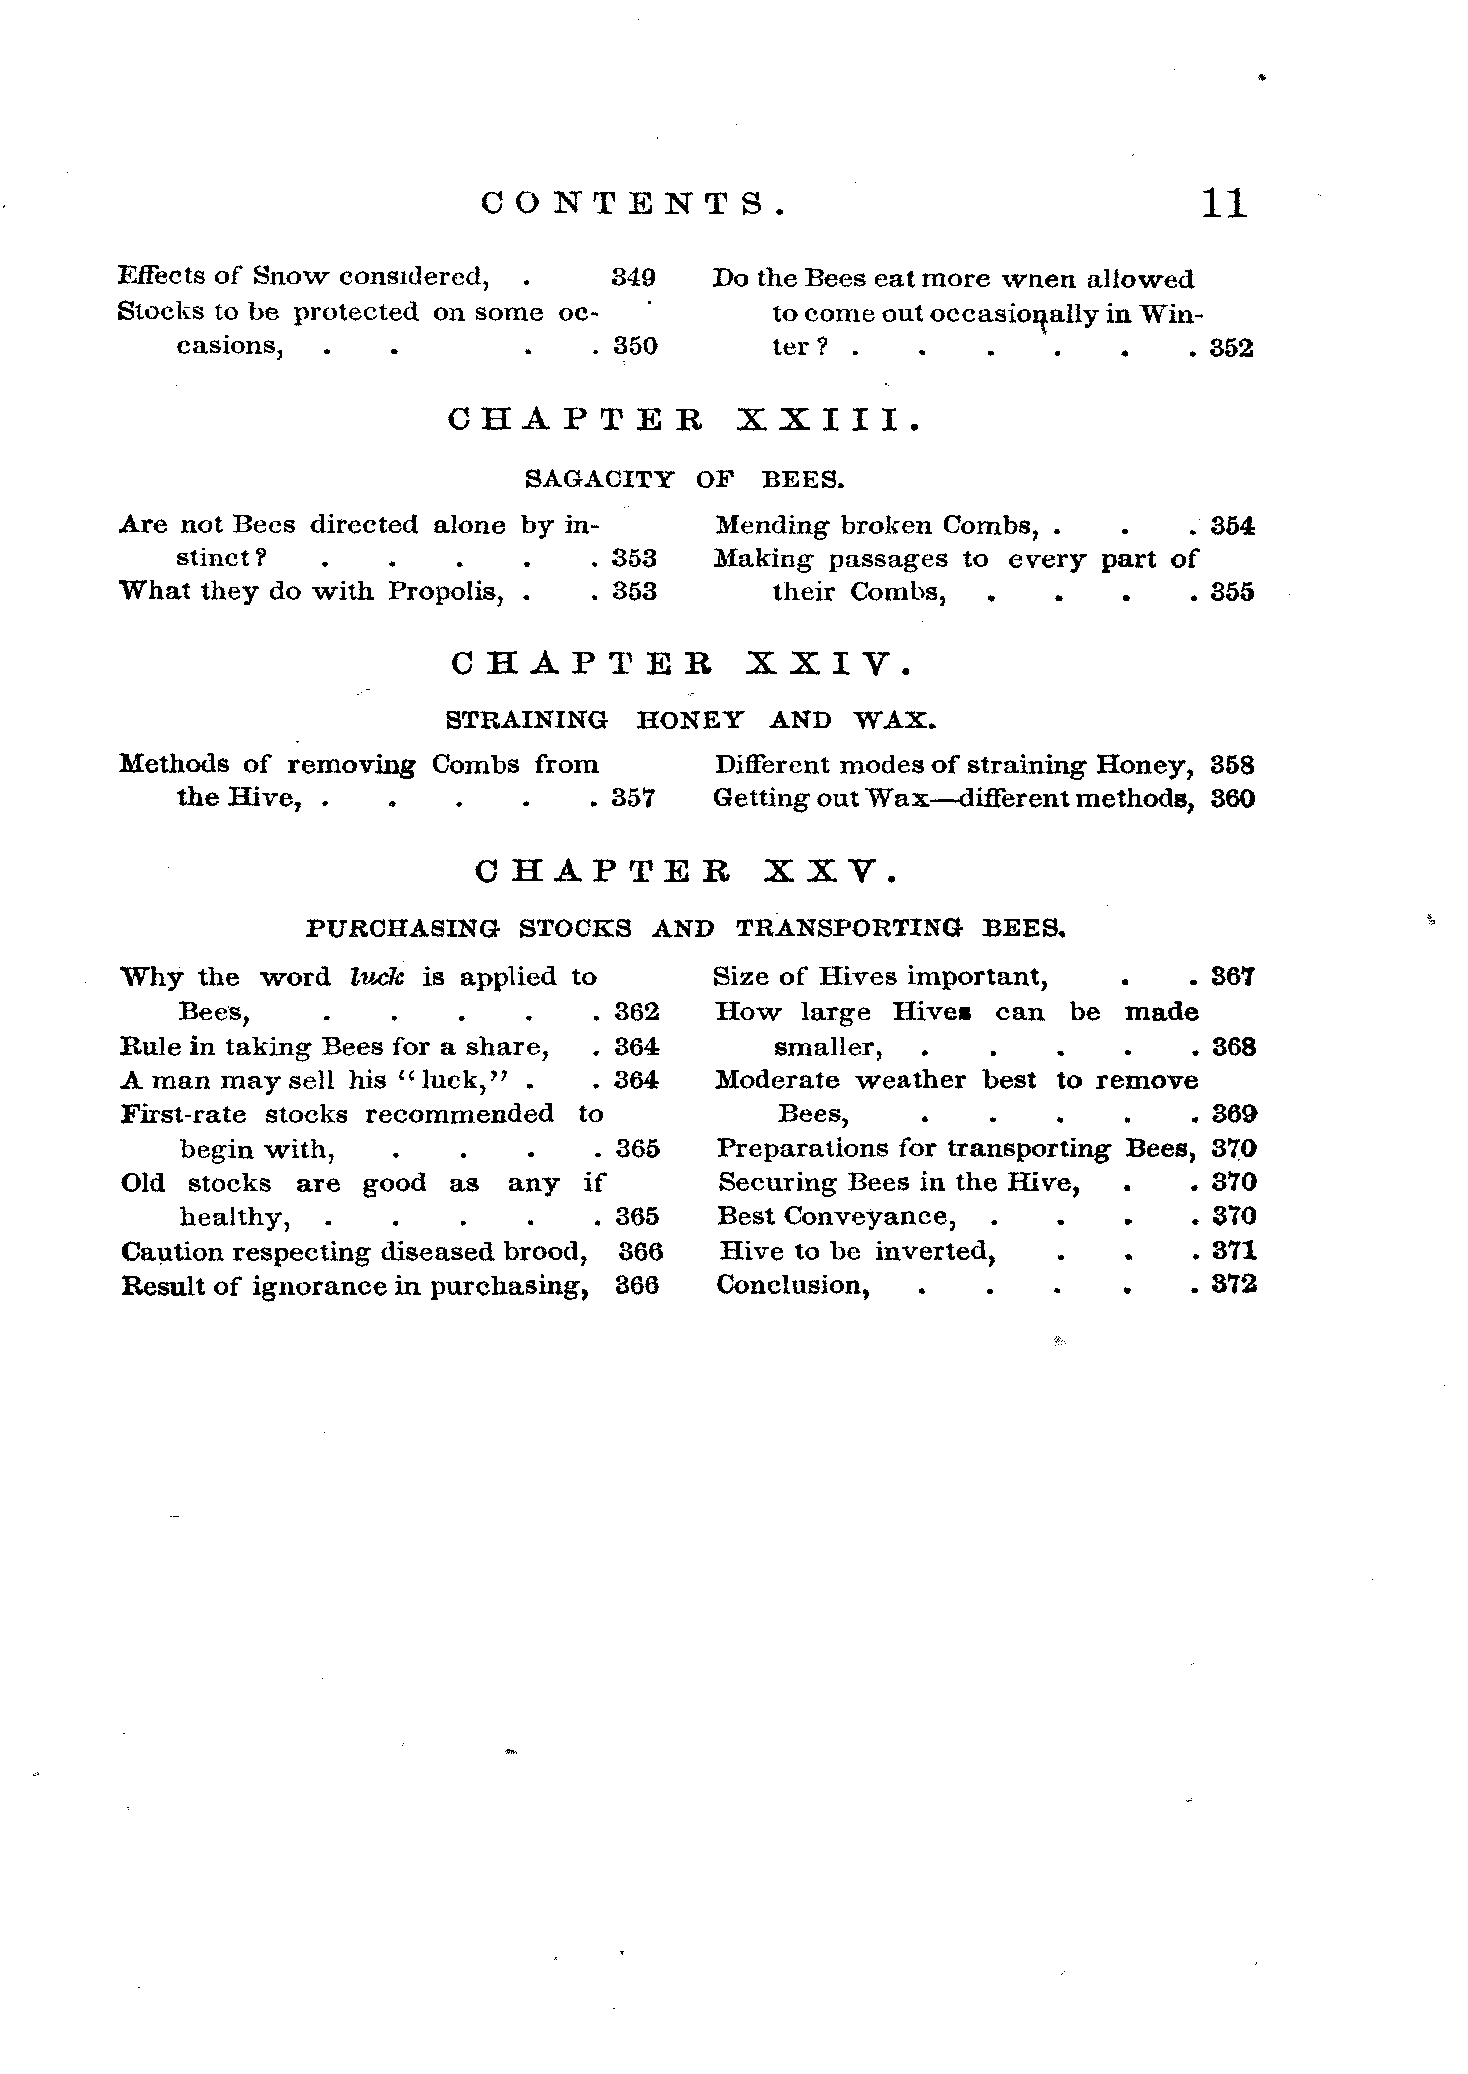 CONTENTS. 11
Effects of Snow considered, . 349
Stocks to be protected on some oc-
casions, . . . . 350
Do the Bees eat more when allowed
to come out occasionally in Win-
ter? . . . . . . 352
CHAPTER XXIII.
SAGACITY OF BEES.
Are not Bees directed alone by in-
stinct? . . . . . 353
What they do with Propolis, . . 353
Mending broken Combs, . . . 354
Making passages to every part of
their Combs, . . . . 355
CHAPTER XXIV.
STRAINING HONEY AND WAX.
Methods of removing Combs from
the Hive, . . . . . 357
Different modes of straining Honey, 358
Getting out Wax—different methods, 360
CHAPTER XXV.
PURCHASING STOCKS AND TRANSPORTING BEES.
Why the word luck is applied to
Bees, . . . . . 362
Rule in taking Bees for a share, . 364
A man may sell his “luck,” . . 364
First-rate stocks recommended to
begin with, . . . . 365
Old stocks are good as any if
healthy, . . . . . 365
Caution respecting diseased brood, 366
Result of ignorance in purchasing, 366
Size of Hives important, . . 367
How large Hives can be made
smaller, . . . . . 368
Moderate weather best to remove
Bees, . . . . . 369
Preparations for transporting Bees, 370
Securing Bees in the Hive, . . 370
Best Conveyance, . . . . 370
Hive to be inverted, . . . 371
Conclusion, . . . . . 372